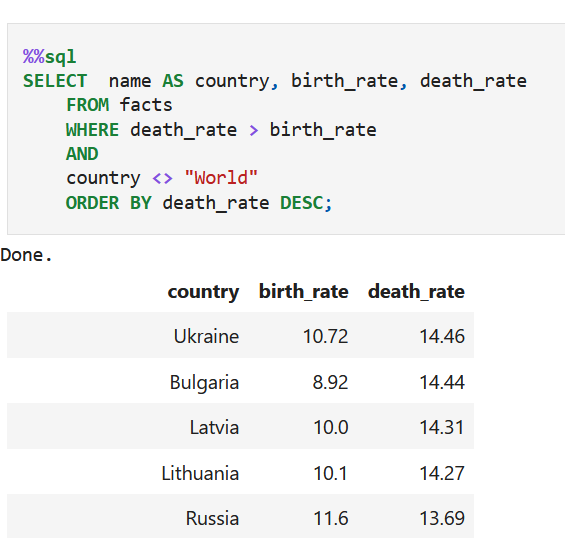 %%sql
SELECT  name AS country, birth_rate, death_rate
    FROM facts
    WHERE death_rate > birth_rate
    AND
    country <> "World"
    ORDER BY death_rate DESC;
Done.
country birth_rate death_rate
Ukraine 10.72 14.46
Bulgaria 8.92 14.44
Latvia 10.0 14.31
Lithuania 10.1 14.27
Russia 11.6 13.69